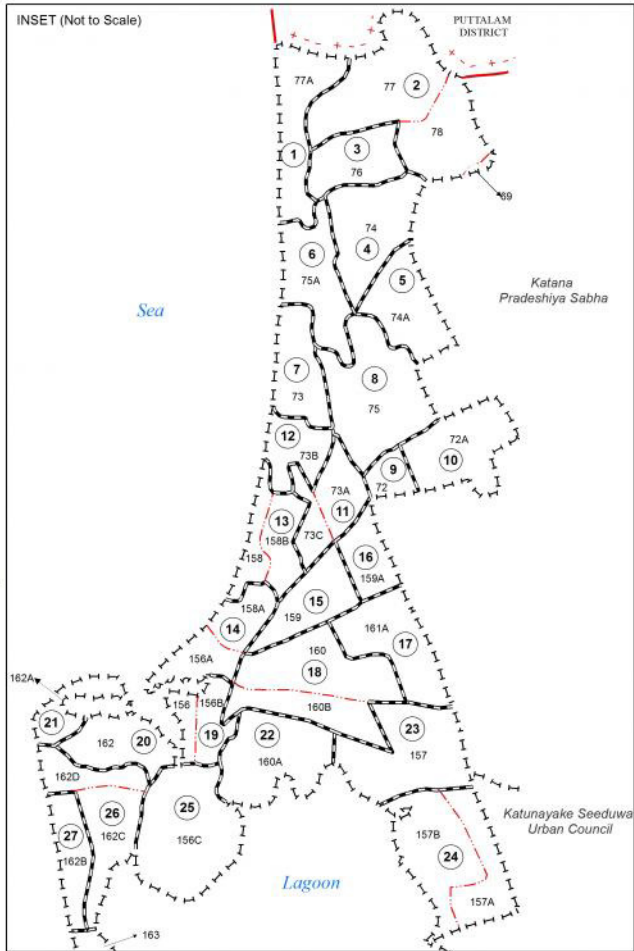 INSET (Not to Scale)
PUTTALAM
DISTRICT
77A
77
2
78
1
3
76
69
74
6
4
75A
5
Katana
Pradeshiya Sabha
Sea
74A
7
8
73
75
12
72A
73B
9
10
72
73A
11
13
158B
73C
16
158
159A
15
158A
159
14
161A
17
160
156A
18
162A
156
156B
160B
21
162
20
19
22
23
157
160A
162D
25
26
Katunayake Seeduwa
Urban Council
27
162C
156C
157B
162B
24
Lagoon
157A
163